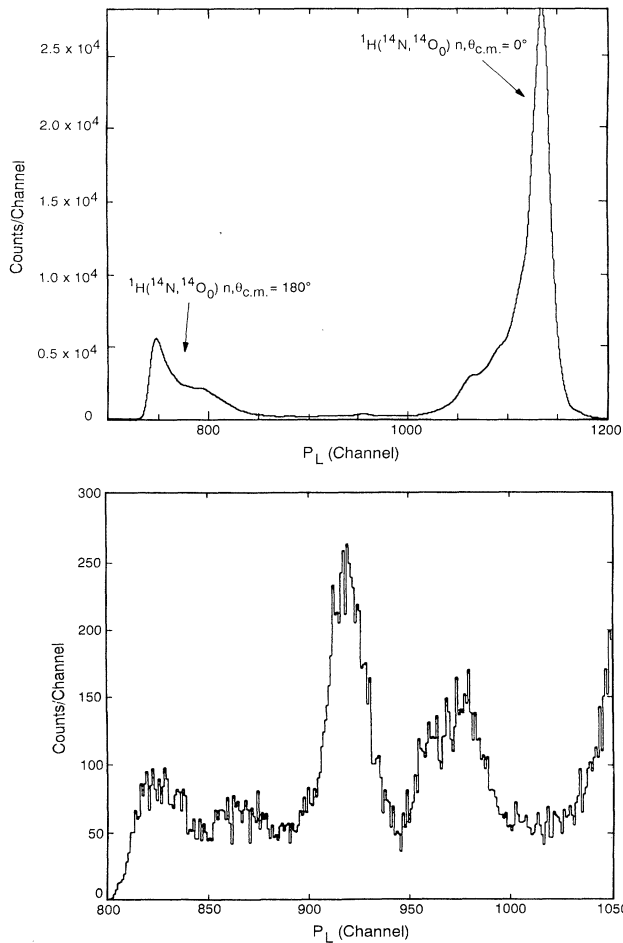 2.5 x 10⁴
2.0 x 10⁴
1.5 x 10⁴
1.0 x 10⁴
0.5 x 10⁴
0
Counts/Channel
¹H(¹⁴N,¹⁴O₀) n,θc.m.= 0°
¹H(¹⁴N,¹⁴O₀) n,θc.m.= 180°
800 1000 1200
P_L (Channel)
300
250
200
150
100
50
0
Counts/Channel
800 850 900 950 1000 1050
P_L (Channel)